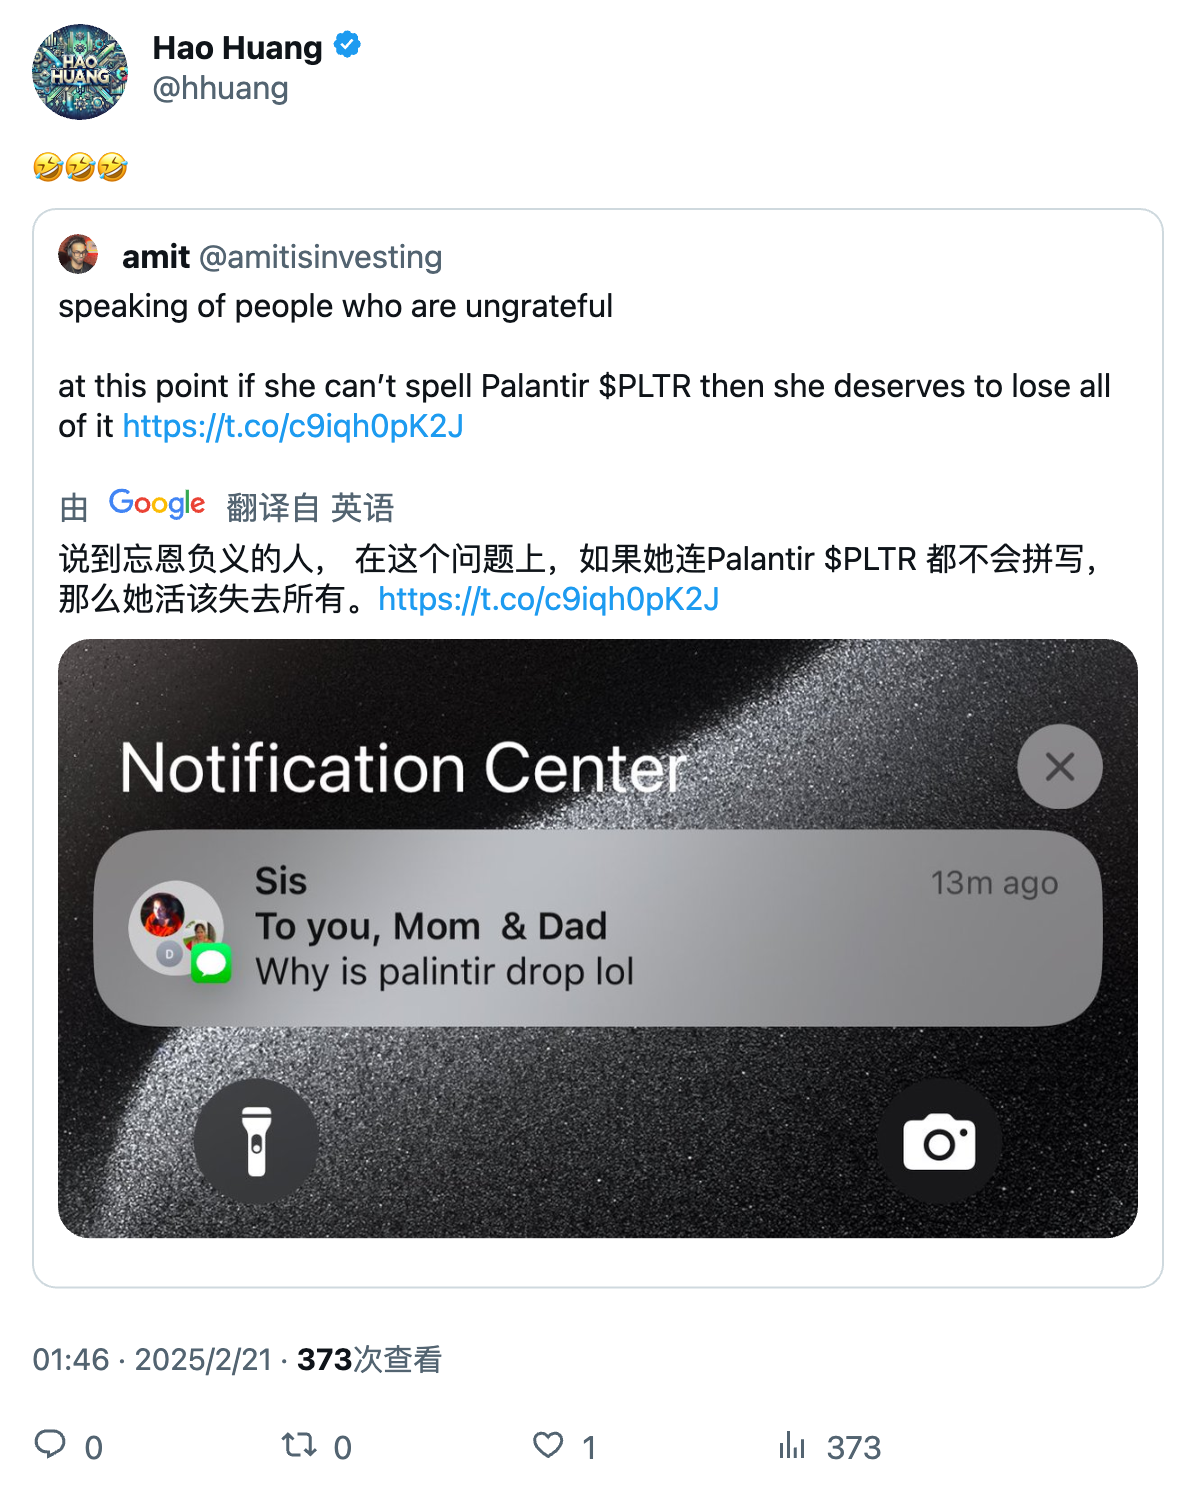 HAO
HUANG
Hao Huang
@hhuang
🤣🤣🤣
amit @amitisinvesting
speaking of people who are ungrateful
at this point if she can’t spell Palantir $PLTR then she deserves to lose all
of it https://t.co/c9iqh0pK2J
由 Google 翻译自 英语
说到忘恩负义的人， 在这个问题上，如果她连Palantir $PLTR 都不会拼写，
那么她活该失去所有。https://t.co/c9iqh0pK2J
Notification Center
Sis
13m ago
To you, Mom & Dad
Why is palintir drop lol
D
01:46 · 2025/2/21 · 373次查看
0 0 1 373